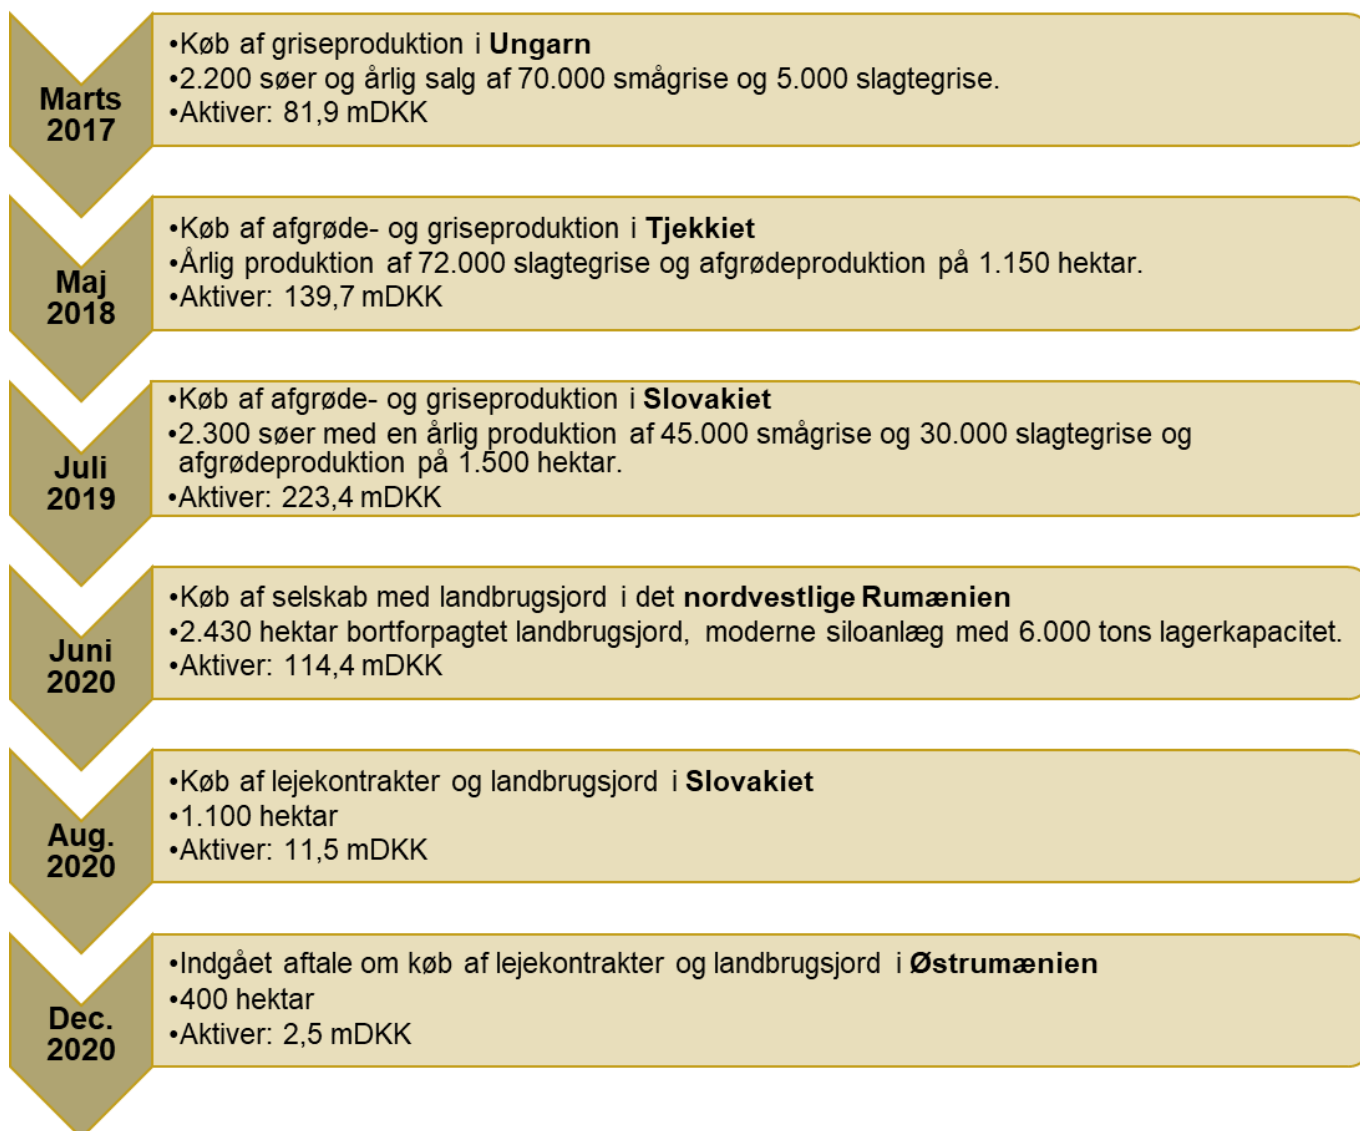 Marts
2017
•Køb af griseproduktion i Ungarn
•2.200 søer og årlig salg af 70.000 smågrise og 5.000 slagtegrise.
•Aktiver: 81,9 mDKK
Maj
2018
•Køb af afgrøde- og griseproduktion i Tjekkiet
•Årlig produktion af 72.000 slagtegrise og afgrødeproduktion på 1.150 hektar.
•Aktiver: 139,7 mDKK
Juli
2019
•Køb af afgrøde- og griseproduktion i Slovakiet
•2.300 søer med en årlig produktion af 45.000 smågrise og 30.000 slagtegrise og
afgrødeproduktion på 1.500 hektar.
•Aktiver: 223,4 mDKK
Juni
2020
•Køb af selskab med landbrugsjord i det nordvestlige Rumænien
•2.430 hektar bortforpagtet landbrugsjord, moderne siloanlæg med 6.000 tons lagerkapacitet.
•Aktiver: 114,4 mDKK
Aug.
2020
•Køb af lejekontrakter og landbrugsjord i Slovakiet
•1.100 hektar
•Aktiver: 11,5 mDKK
Dec.
2020
•Indgået aftale om køb af lejekontrakter og landbrugsjord i Østrumænien
•400 hektar
•Aktiver: 2,5 mDKK